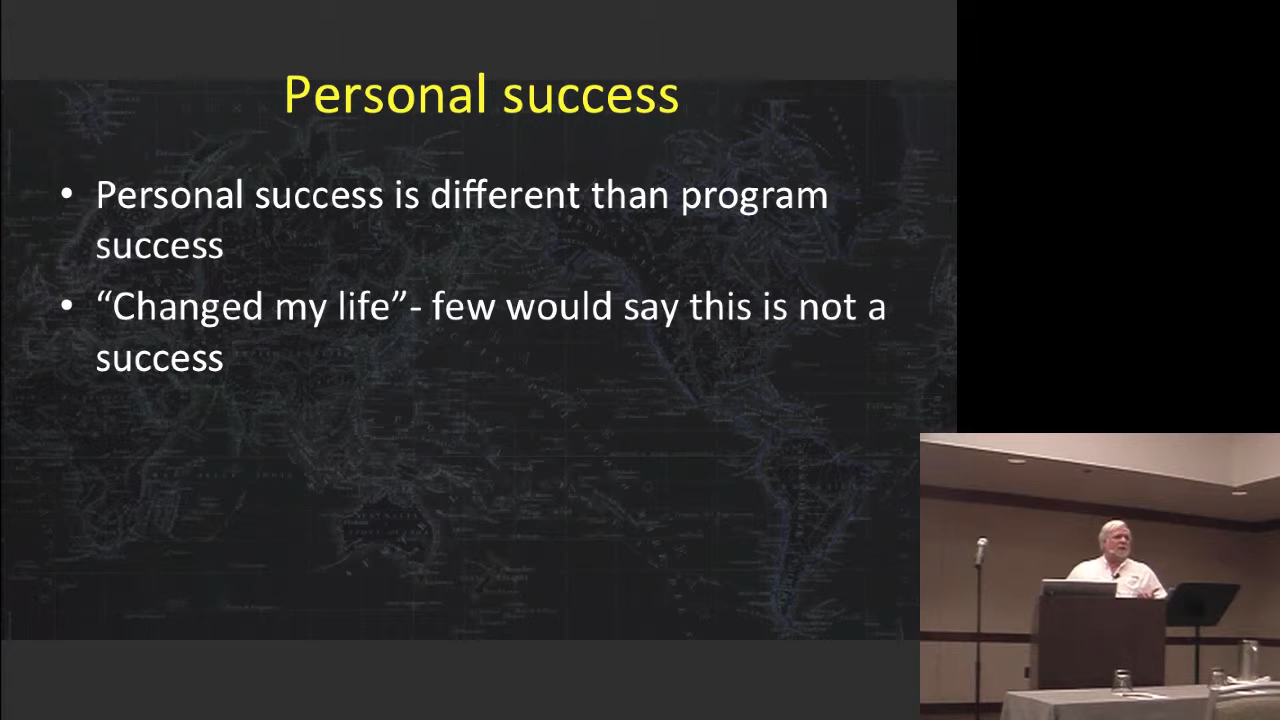 Personal success
• Personal success is different than program
success
• “Changed my life”- few would say this is not a
success